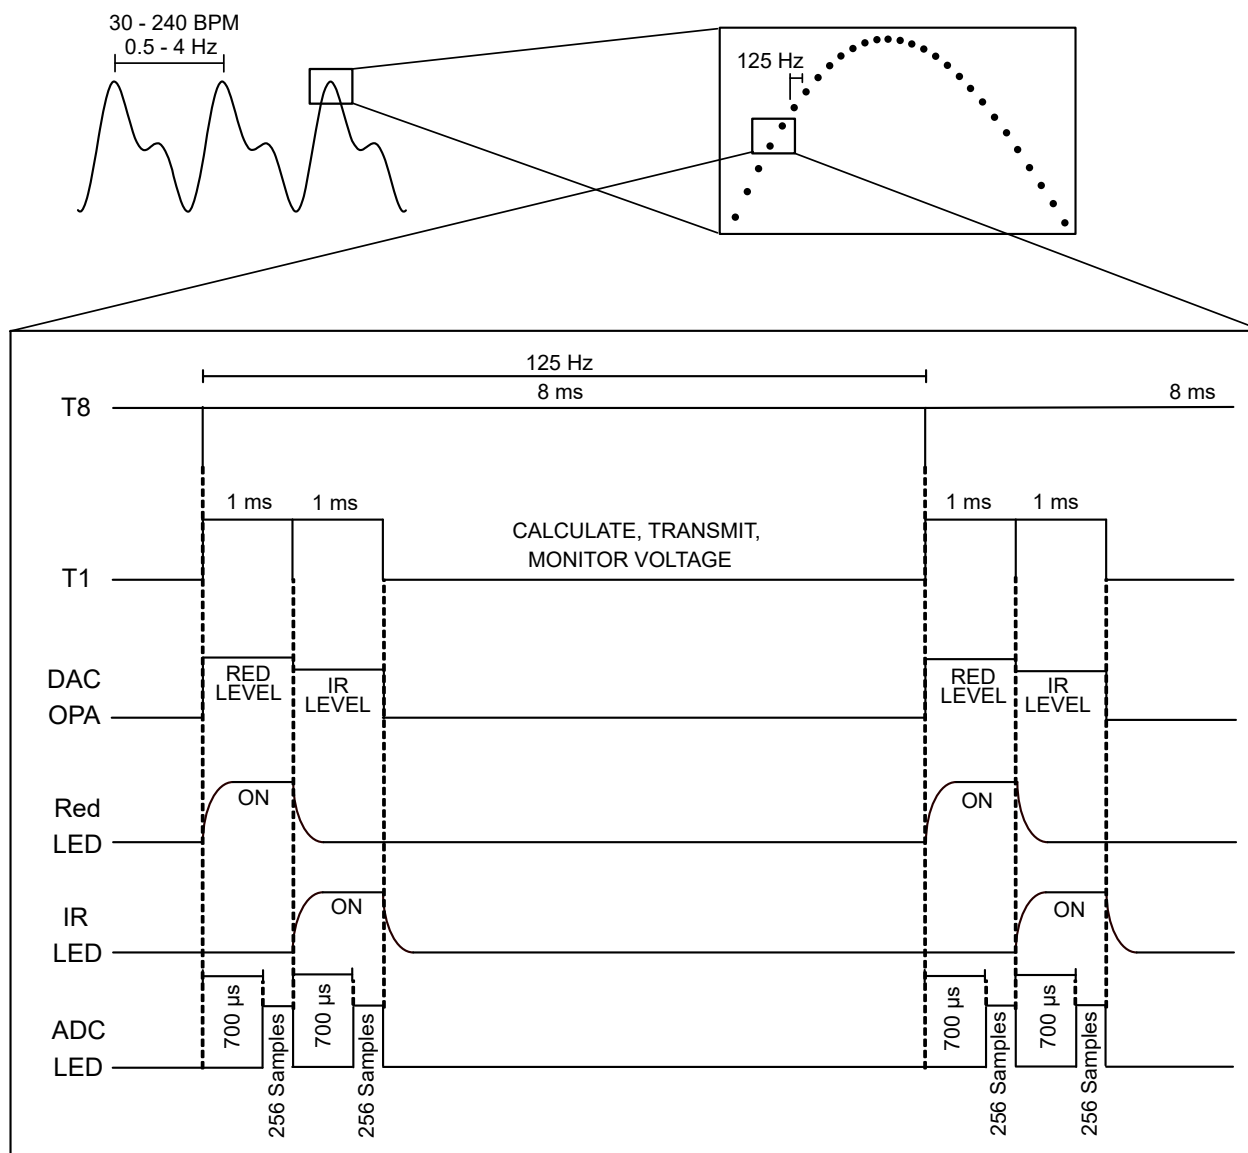 30 - 240 BPM
0.5 - 4 Hz
125 Hz
125 Hz
T8
8 ms
8 ms
1 ms
1 ms
1 ms
1 ms
CALCULATE, TRANSMIT,
MONITOR VOLTAGE
T1
DAC
OPA
RED
LEVEL
IR
LEVEL
RED
LEVEL
IR
LEVEL
Red
LED
ON
ON
IR
LED
ON
ON
ADC
LED
700 µs
256 Samples
700 µs
256 Samples
700 µs
256 Samples
700 µs
256 Samples